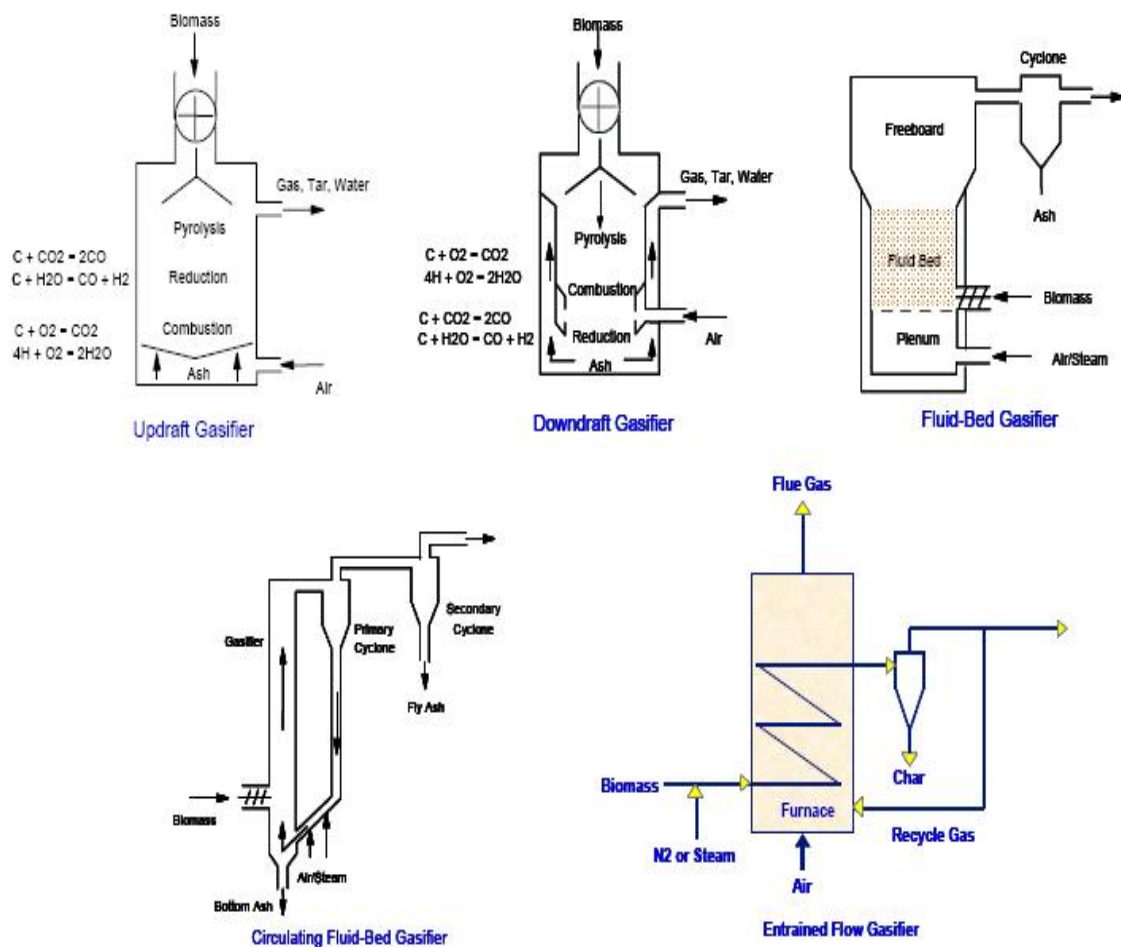 Biomass
Gas, Tar, Water
Pyrolysis
C + CO2 = 2CO
C + H2O = CO + H2
Reduction
C + O2 = CO2
4H + O2 = 2H2O
Combustion
Ash
Air
Updraft Gasifier
Biomass
Gas, Tar, Water
Pyrolysis
C + O2 = CO2
4H + O2 = 2H2O
Combustion
C + CO2 = 2CO
C + H2O = CO + H2
Reduction
Air
Ash
Downdraft Gasifier
Cyclone
Freeboard
Ash
Fluid Bed
Biomass
Plenum
Air/Steam
Fluid-Bed Gasifier
Gasifier
Primary
Cyclone
Secondary
Cyclone
Fly Ash
Biomass
Air/Steam
Bottom Ash
Circulating Fluid-Bed Gasifier
Flue Gas
Biomass
Char
Furnace
Recycle Gas
N2 or Steam
Air
Entrained Flow Gasifier